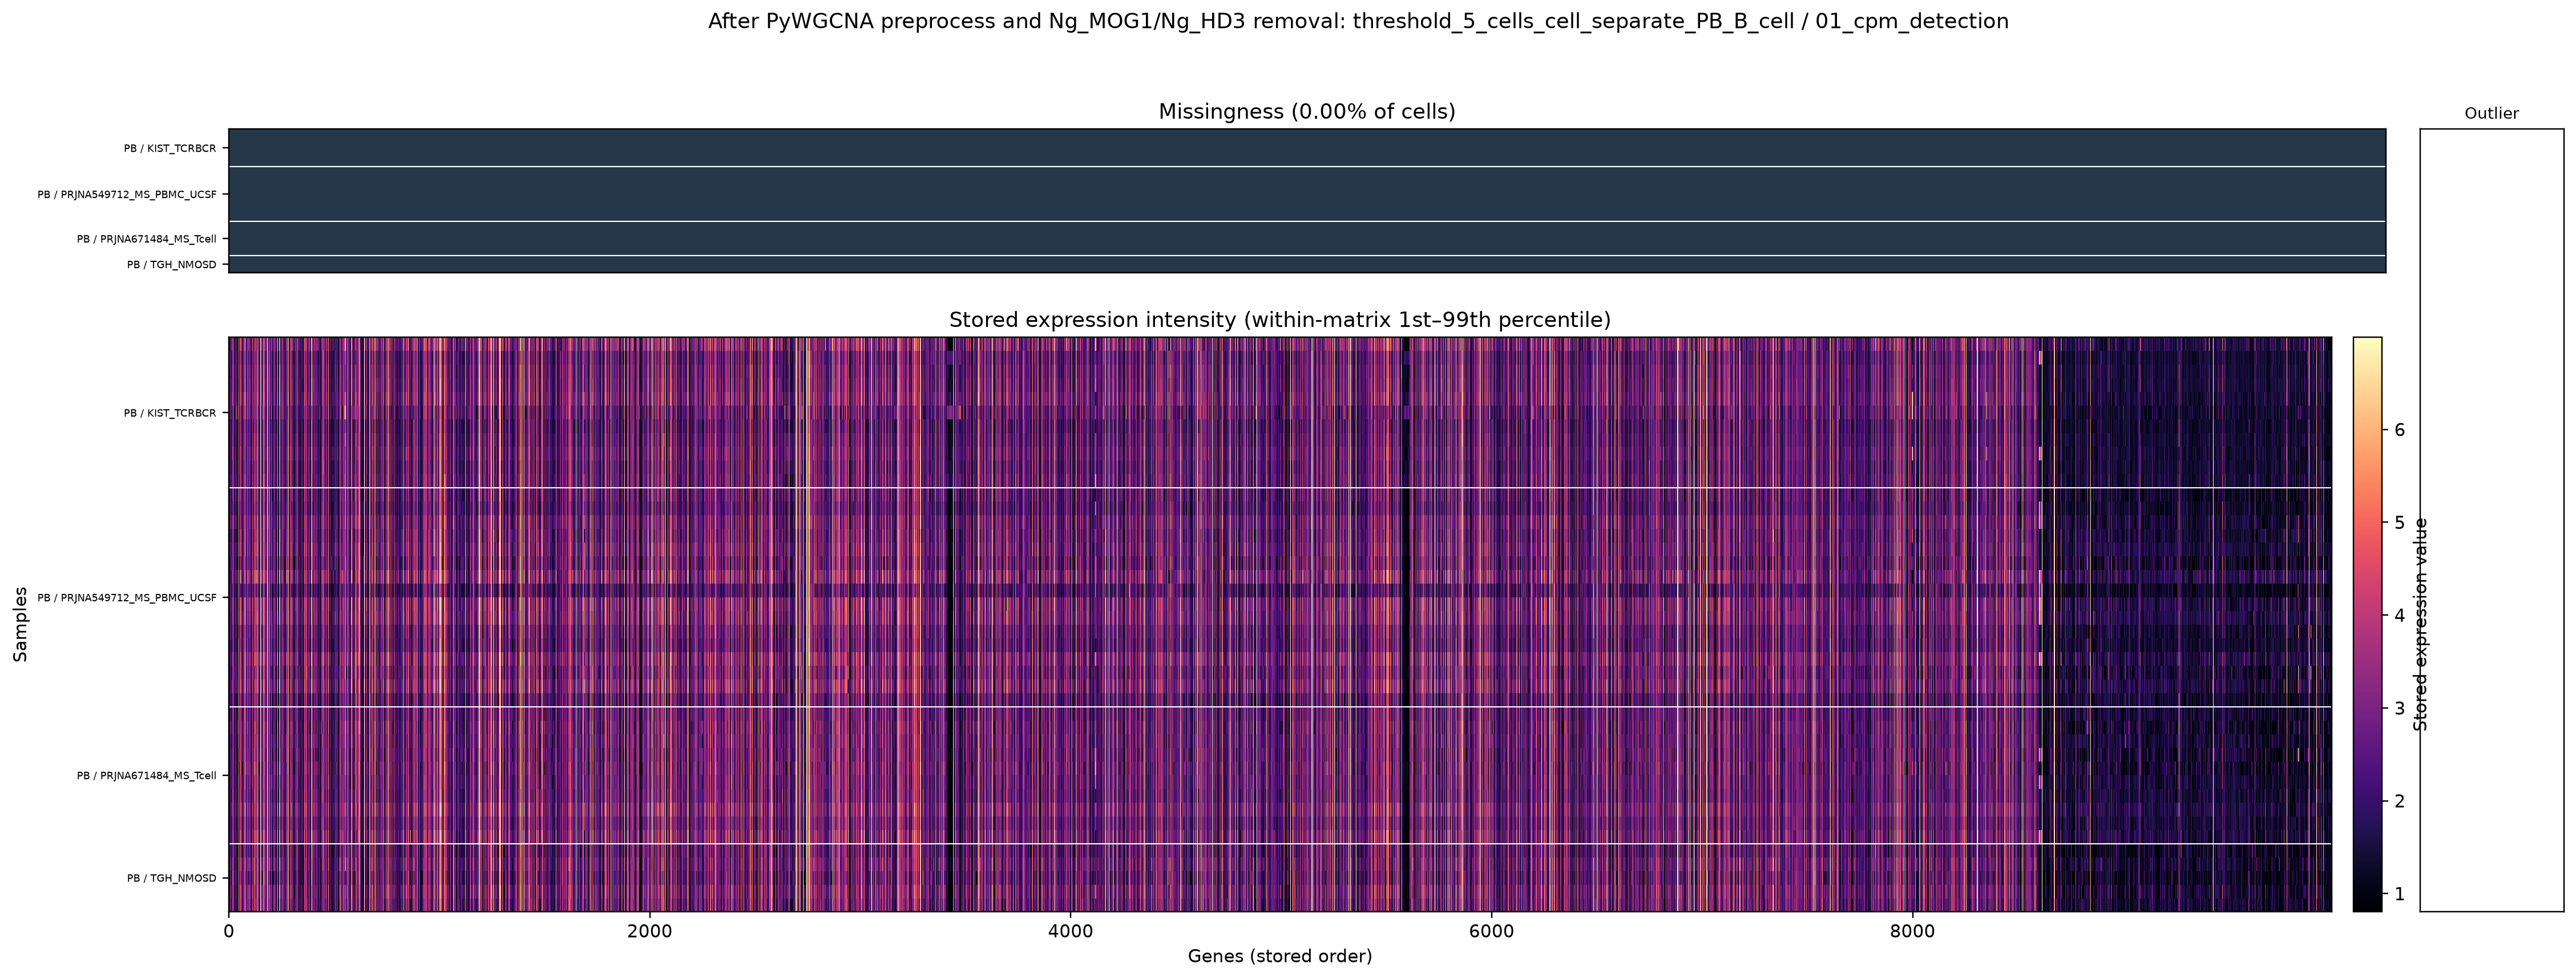 After PyWGCNA preprocess and Ng_MOG1/Ng_HD3 removal: threshold_5_cells_cell_separate_PB_B_cell / 01_cpm_detection
Missingness (0.00% of cells)
Outlier
PB / KIST_TCRBCR
PB / PRJNA549712_MS_PBMC_UCSF
PB / PRJNA671484_MS_Tcell
PB / TGH_NMOSD
Stored expression intensity (within-matrix 1st–99th percentile)
Samples
PB / KIST_TCRBCR
PB / PRJNA549712_MS_PBMC_UCSF
PB / PRJNA671484_MS_Tcell
PB / TGH_NMOSD
6
5
4
3
2
1
Stored expression value
0 2000 4000 6000 8000
Genes (stored order)